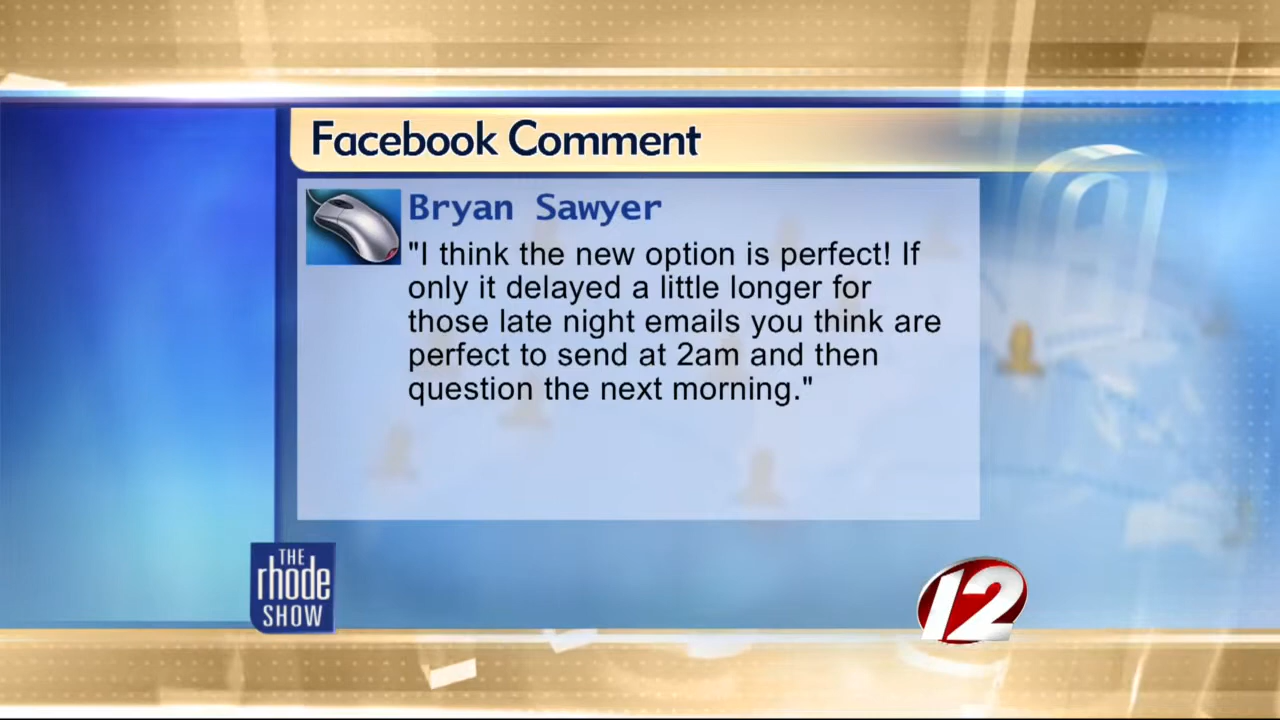 Facebook Comment
Bryan Sawyer
"I think the new option is perfect! If
only it delayed a little longer for
those late night emails you think are
perfect to send at 2am and then
question the next morning."
THE
rhode
SHOW
12